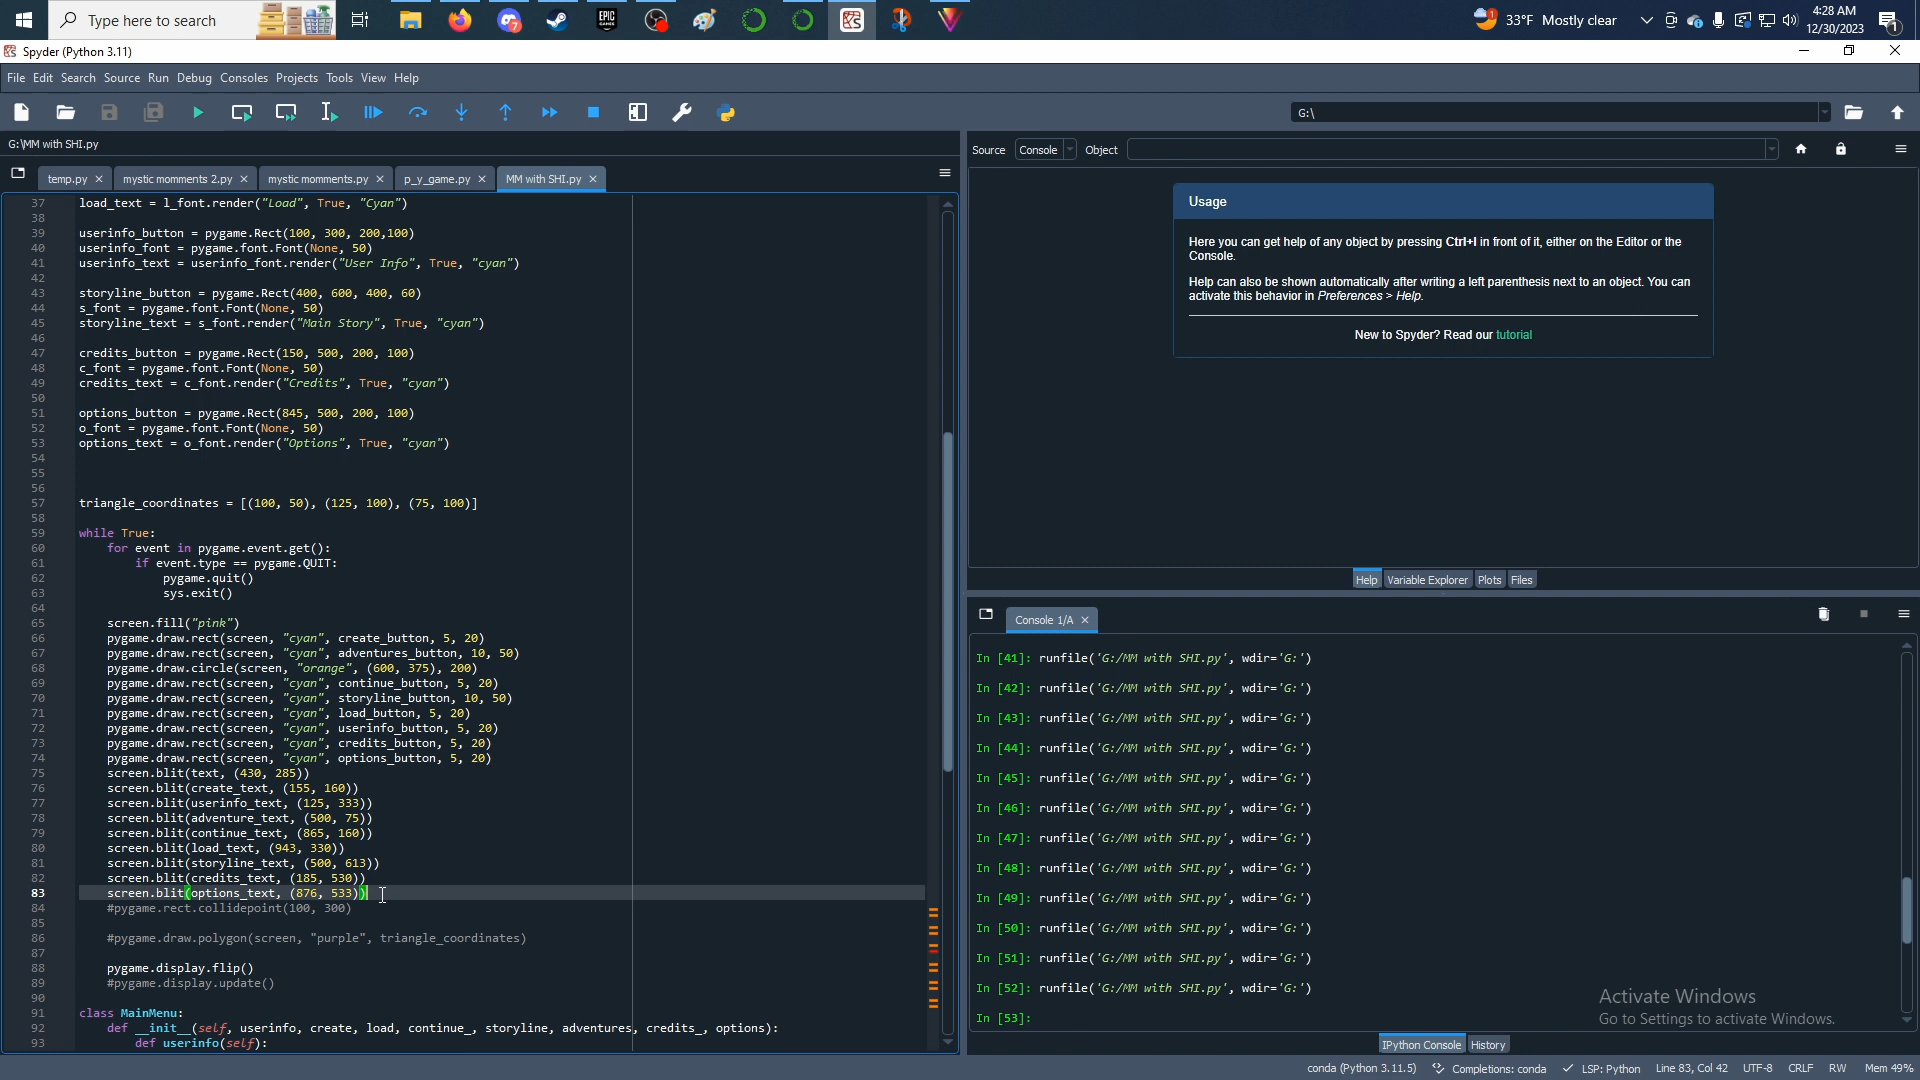 Type here to search
33°F Mostly clear
4:28 AM
12/30/2023
Spyder (Python 3.11)
File Edit Search Source Run Debug Consoles Projects Tools View Help
G:\
G:\MM with SHI.py
temp.py
mystic momments 2.py
mystic momments.py
p_y_game.py
MM with SHI.py
37 load_text = l_font.render("Load", True, "Cyan")
38
39 userinfo_button = pygame.Rect(100, 300, 200,100)
40 userinfo_font = pygame.font.Font(None, 50)
41 userinfo_text = userinfo_font.render("User Info", True, "cyan")
42
43 storyline_button = pygame.Rect(400, 600, 400, 60)
44 s_font = pygame.font.Font(None, 50)
45 storyline_text = s_font.render("Main Story", True, "cyan")
46
47 credits_button = pygame.Rect(150, 500, 200, 100)
48 c_font = pygame.font.Font(None, 50)
49 credits_text = c_font.render("Credits", True, "cyan")
50
51 options_button = pygame.Rect(845, 500, 200, 100)
52 o_font = pygame.font.Font(None, 50)
53 options_text = o_font.render("Options", True, "cyan")
54
55
56
57 triangle_coordinates = [(100, 50), (125, 100), (75, 100)]
58
59 while True:
60 for event in pygame.event.get():
61 if event.type == pygame.QUIT:
62 pygame.quit()
63 sys.exit()
64
65 screen.fill("pink")
66 pygame.draw.rect(screen, "cyan", create_button, 5, 20)
67 pygame.draw.rect(screen, "cyan", adventures_button, 10, 50)
68 pygame.draw.circle(screen, "orange", (600, 375), 200)
69 pygame.draw.rect(screen, "cyan", continue_button, 5, 20)
70 pygame.draw.rect(screen, "cyan", storyline_button, 10, 50)
71 pygame.draw.rect(screen, "cyan", load_button, 5, 20)
72 pygame.draw.rect(screen, "cyan", userinfo_button, 5, 20)
73 pygame.draw.rect(screen, "cyan", credits_button, 5, 20)
74 pygame.draw.rect(screen, "cyan", options_button, 5, 20)
75 screen.blit(text, (430, 285))
76 screen.blit(create_text, (155, 160))
77 screen.blit(userinfo_text, (125, 333))
78 screen.blit(adventure_text, (500, 75))
79 screen.blit(continue_text, (865, 160))
80 screen.blit(load_text, (943, 330))
81 screen.blit(storyline_text, (500, 613))
82 screen.blit(credits_text, (185, 530))
83 screen.blit(options_text, (876, 533))
84 #pygame.rect.collidepoint(100, 300)
85
86 #pygame.draw.polygon(screen, "purple", triangle_coordinates)
87
88 pygame.display.flip()
89 #pygame.display.update()
90
91 class MainMenu:
92 def __init__(self, userinfo, create, load, continue_, storyline, adventures, credits_, options):
93 def userinfo(self):
Source Console Object
Usage
Here you can get help of any object by pressing Ctrl+I in front of it, either on the Editor or the
Console.
Help can also be shown automatically after writing a left parenthesis next to an object. You can
activate this behavior in Preferences > Help.
New to Spyder? Read our tutorial
Help Variable Explorer Plots Files
Console 1/A
In [41]: runfile('G:/MM with SHI.py', wdir='G:')
In [42]: runfile('G:/MM with SHI.py', wdir='G:')
In [43]: runfile('G:/MM with SHI.py', wdir='G:')
In [44]: runfile('G:/MM with SHI.py', wdir='G:')
In [45]: runfile('G:/MM with SHI.py', wdir='G:')
In [46]: runfile('G:/MM with SHI.py', wdir='G:')
In [47]: runfile('G:/MM with SHI.py', wdir='G:')
In [48]: runfile('G:/MM with SHI.py', wdir='G:')
In [49]: runfile('G:/MM with SHI.py', wdir='G:')
In [50]: runfile('G:/MM with SHI.py', wdir='G:')
In [51]: runfile('G:/MM with SHI.py', wdir='G:')
In [52]: runfile('G:/MM with SHI.py', wdir='G:')
In [53]:
Activate Windows
Go to Settings to activate Windows.
IPython Console History
conda (Python 3.11.5) Completions: conda LSP: Python Line 83, Col 42 UTF-8 CRLF RW Mem 49%